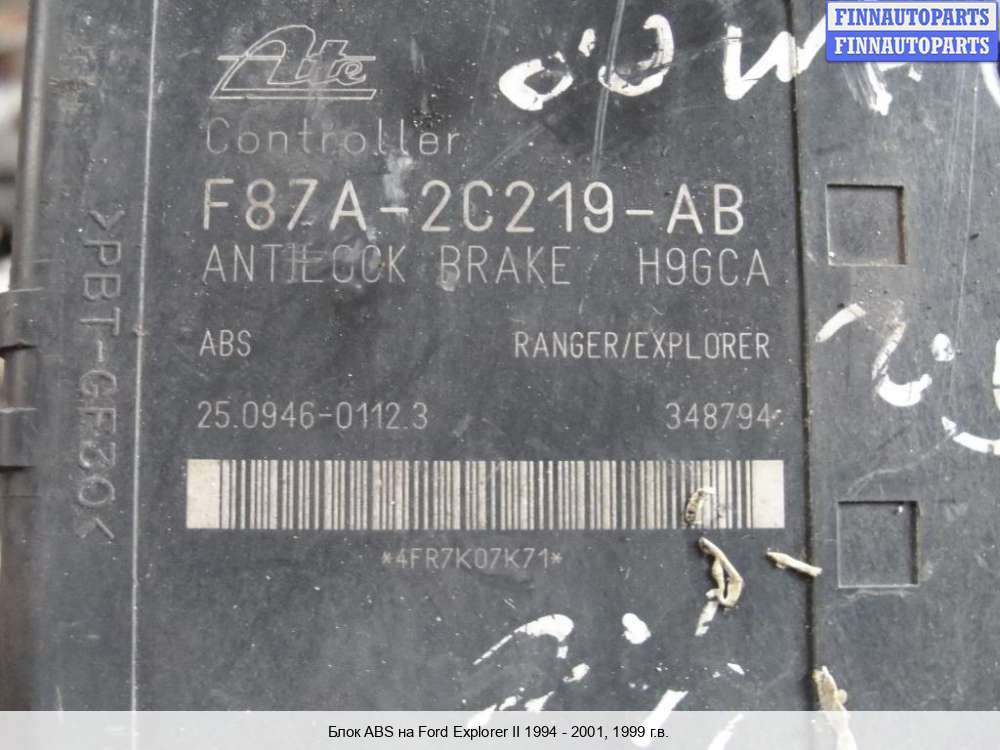 FINNAUTOPARTS
FINNAUTOPARTS
Ate
Controller
F87A-2C219-AB
ANTILOCK BRAKE H9GCA
ABS RANGER/EXPLORER
25.0946-0112.3 348794
*4FR7K07K71*
>PBT-GF30<
Блок ABS на Ford Explorer II 1994 - 2001, 1999 г.в.